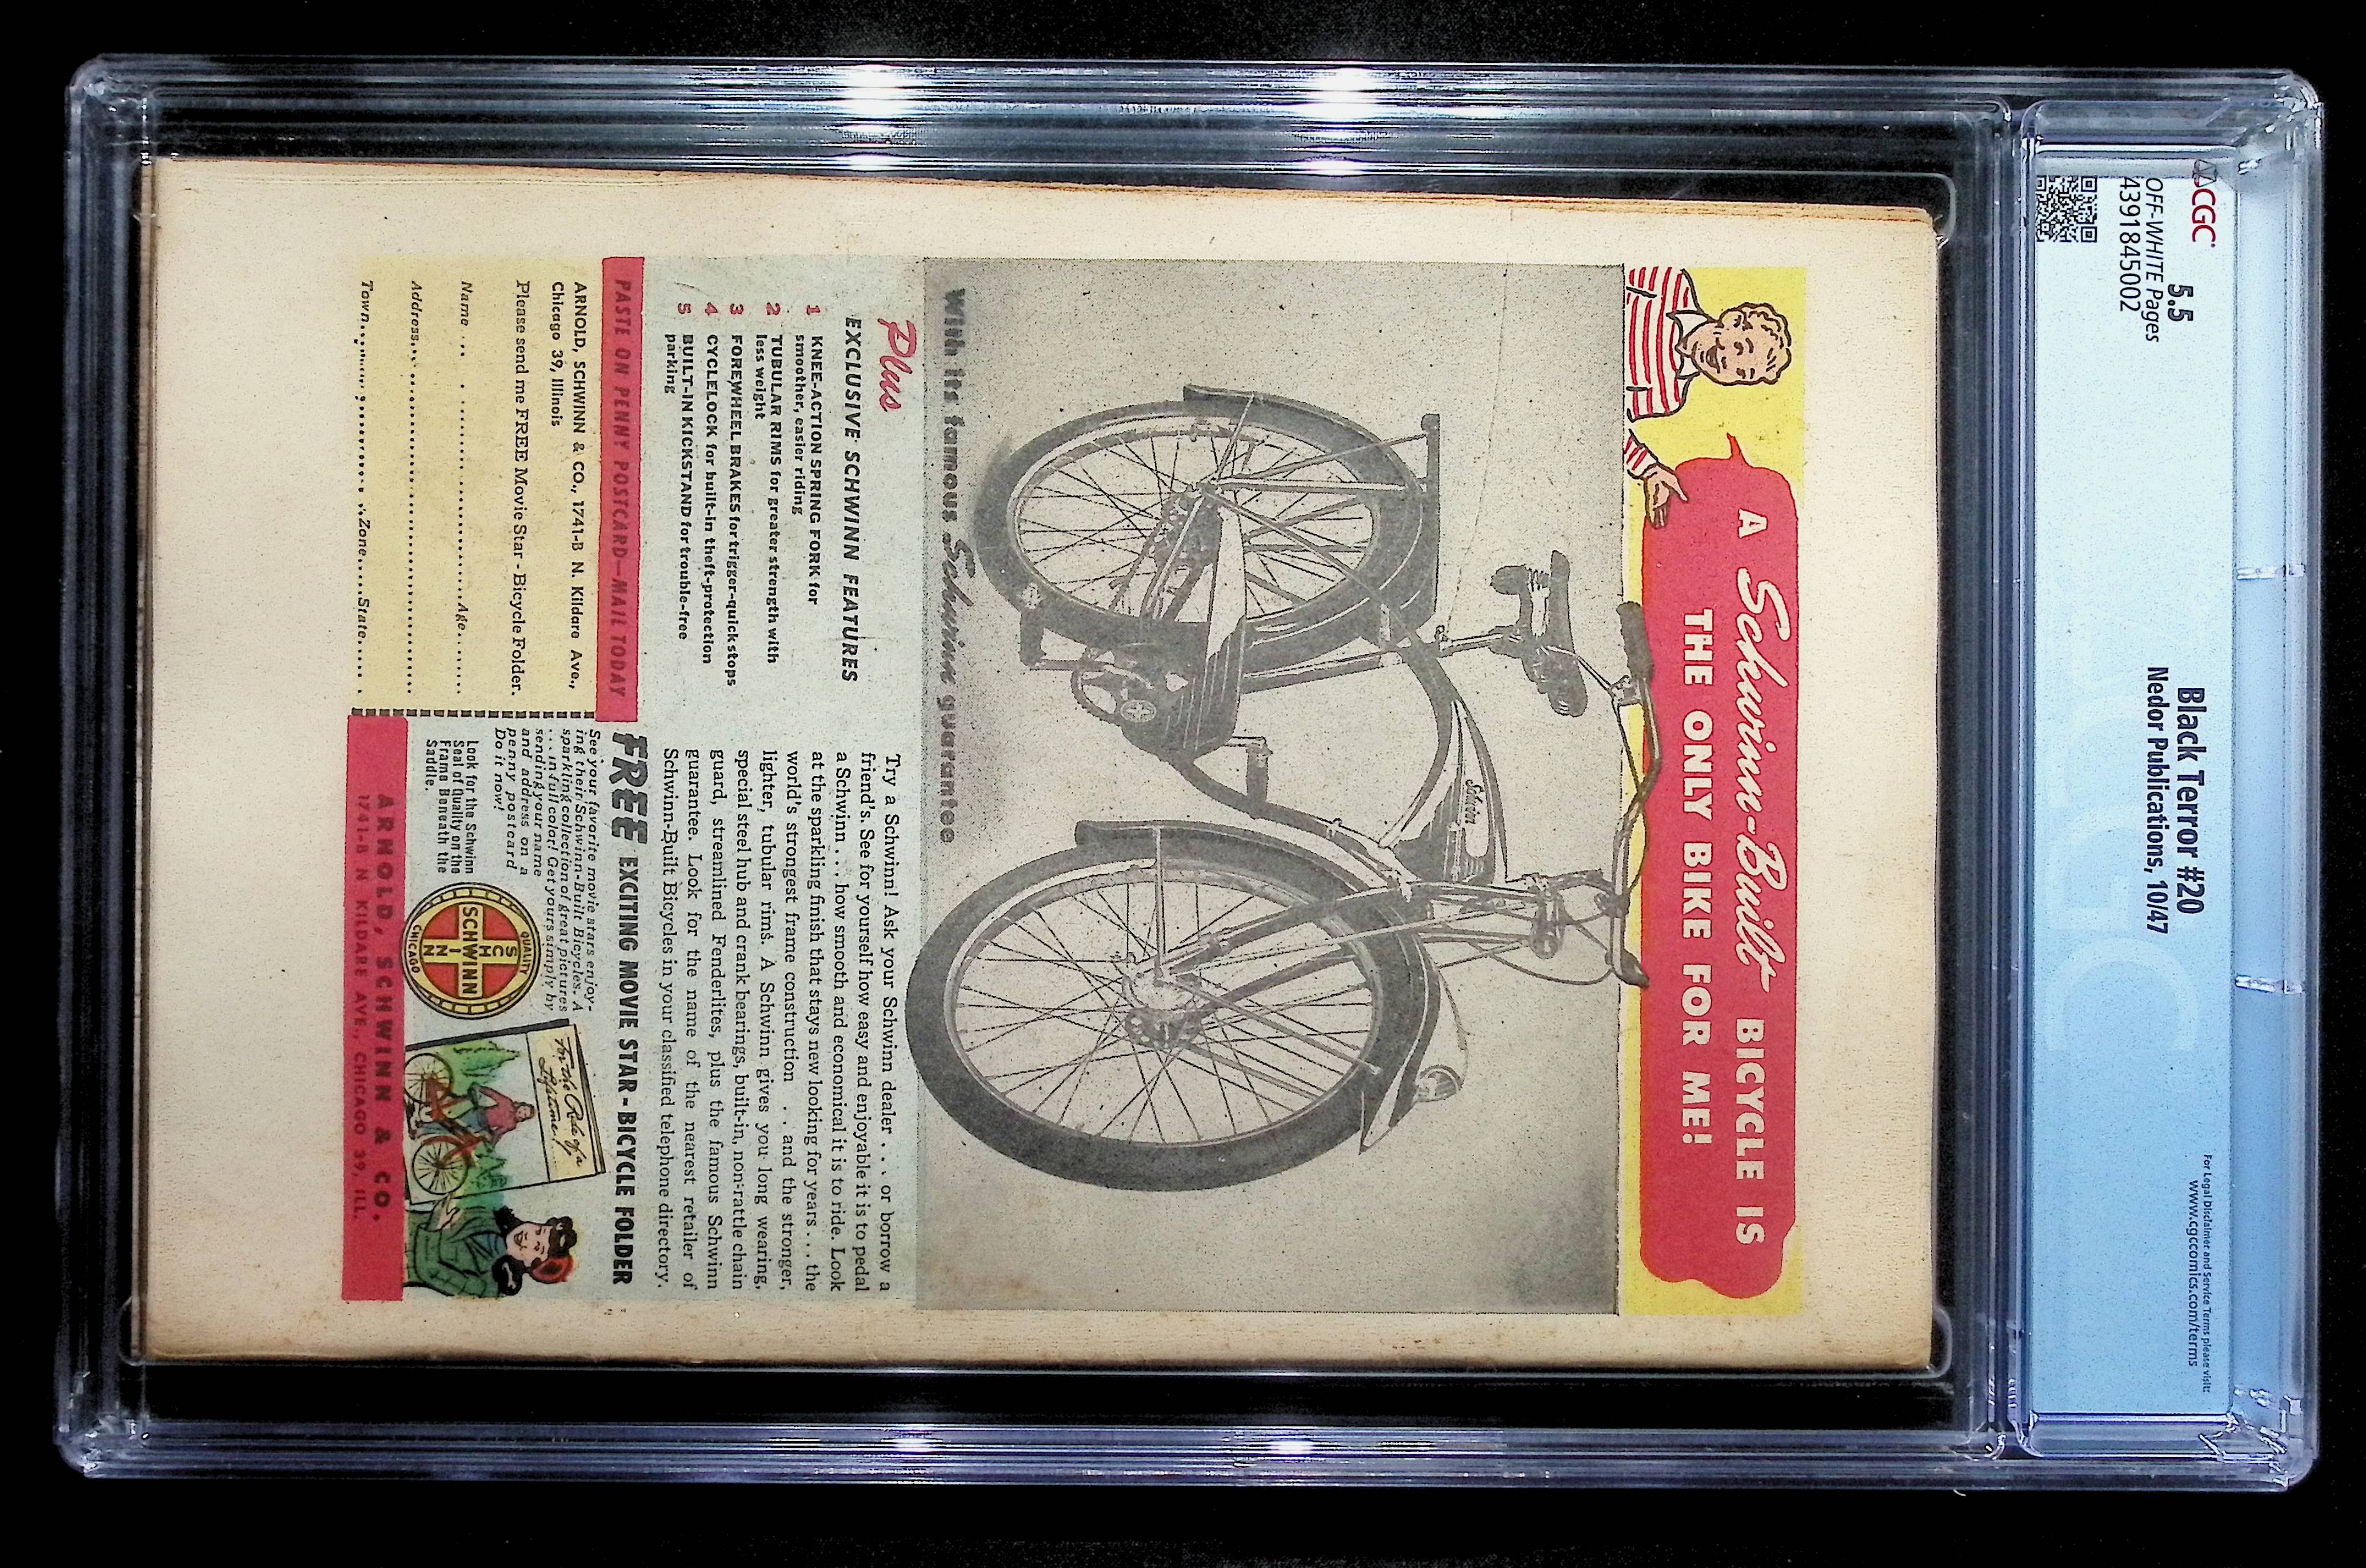 CGC
5.5
OFF-WHITE Pages
4391845002
Black Terror #20
Nedor Publications, 10/47
For Legal Disclaimer and Service Terms please visit:
www.cgccomics.com/terms
A Schwinn-Built BICYCLE IS
THE ONLY BIKE FOR ME!
Schwinn
With its famous Schwinn guarantee
Plus
EXCLUSIVE SCHWINN FEATURES
1 KNEE-ACTION SPRING FORK for
smoother, easier riding
2 TUBULAR RIMS for greater strength with
less weight
3 FOREWHEEL BRAKES for trigger-quick stops
4 CYCLELOCK for built-in theft-protection
5 BUILT-IN KICKSTAND for trouble-free
parking
Try a Schwinn! Ask your Schwinn dealer . . . or borrow a
friend's. See for yourself how easy and enjoyable it is to pedal
a Schwinn . . . how smooth and economical it is to ride. Look
at the sparkling finish that stays new looking for years . . . the
world's strongest frame construction . . and the stronger,
lighter, tubular rims. A Schwinn gives you long wearing,
special steel hub and crank bearings, built-in, non-rattle chain
guard, streamlined Fenderlites, plus the famous Schwinn
guarantee. Look for the name of the nearest retailer of
Schwinn-Built Bicycles in your classified telephone directory.
PASTE ON PENNY POSTCARD—MAIL TODAY
ARNOLD, SCHWINN & CO., 1741-B N. Kildare Ave.,
Chicago 39, Illinois
Please send me FREE Movie Star - Bicycle Folder.
Name Age
Address
Town Zone State
FREE EXCITING MOVIE STAR - BICYCLE FOLDER
See your favorite movie stars enjoy-
ing their Schwinn-Built Bicycles. A
sparkling collection of great pictures
. . . in full color! Get yours simply by
sending your name
and address on a
penny postcard
Do it now!
Look for the Schwinn
Seal of Quality on the
Frame Beneath the
Saddle.
QUALITY
SCHWINN
SCHWINN
CHICAGO
For the Ride of a
Lifetime!
ARNOLD, SCHWINN & CO.
1741-B N KILDARE AVE., CHICAGO 39, ILL.